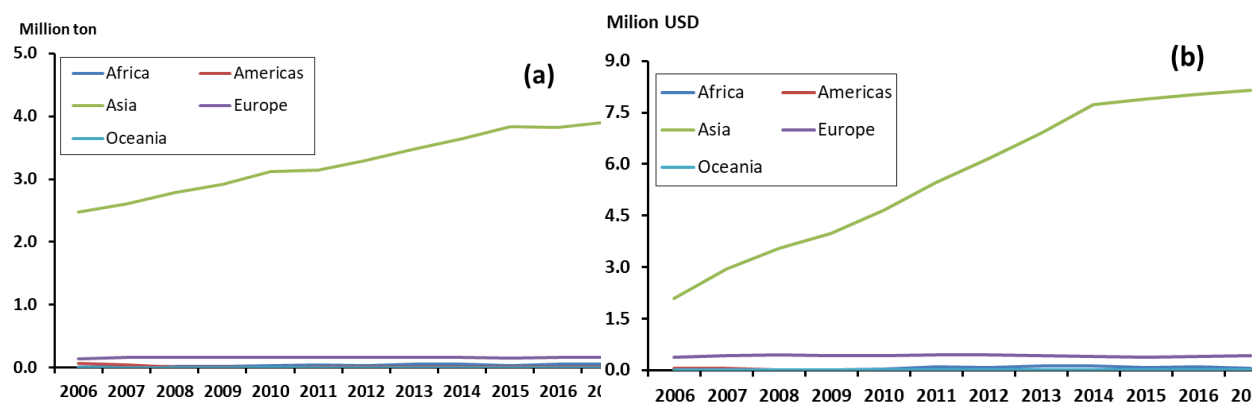 Million ton
5.0
4.0
3.0
2.0
1.0
0.0
(a)
Africa Americas
Asia Europe
Oceania
2006 2007 2008 2009 2010 2011 2012 2013 2014 2015 2016 20
Milion USD
9.0
7.5
6.0
4.5
3.0
1.5
0.0
(b)
Africa Americas
Asia Europe
Oceania
2006 2007 2008 2009 2010 2011 2012 2013 2014 2015 2016 201